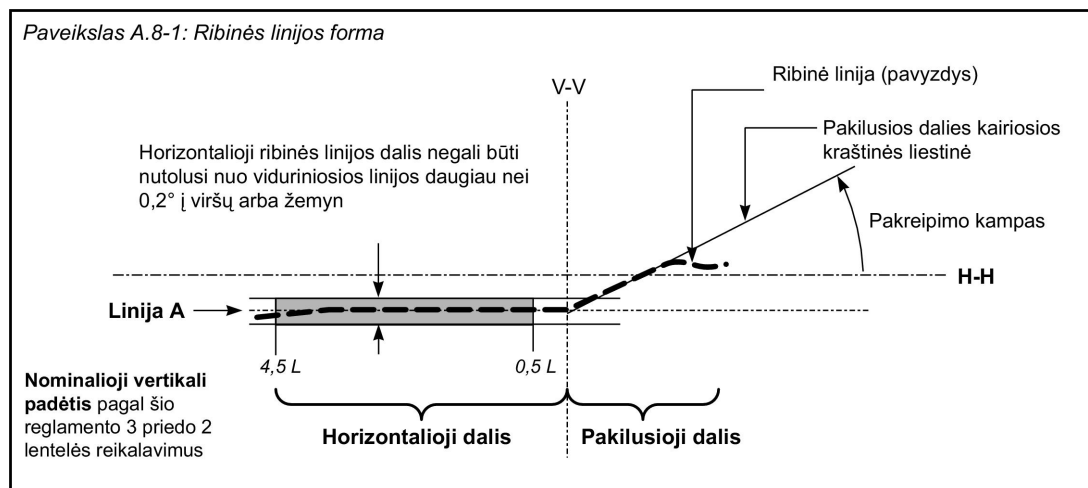 Paveikslas A.8-1: Ribinės linijos forma
V-V
Ribinė linija (pavyzdys)
Pakilusios dalies kairiosios
kraštinės liestinė
Horizontalioji ribinės linijos dalis negali būti
nutolusi nuo viduriniosios linijos daugiau nei
0,2° į viršų arba žemyn
Pakreipimo kampas
H-H
Linija A
4,5 L
0,5 L
Nominalioji vertikali
padėtis pagal šio
reglamento 3 priedo 2
lentelės reikalavimus
Horizontalioji dalis
Pakilusioji dalis